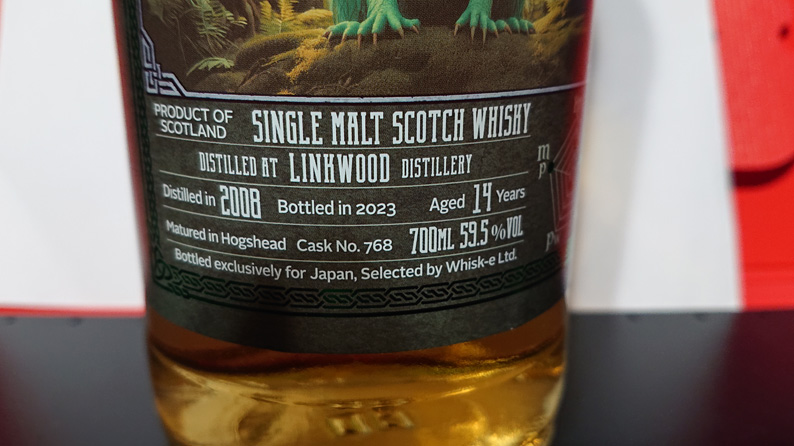 PRODUCT OF
SCOTLAND
SINGLE MALT SCOTCH WHISKY
DISTILLED AT LINKWOOD DISTILLERY
Distilled in 2008 Bottled in 2023 Aged 14 Years
Matured in Hogshead Cask No. 768 700ML 59.5%VOL
Bottled exclusively for Japan, Selected by Whisk-e Ltd.
m
p